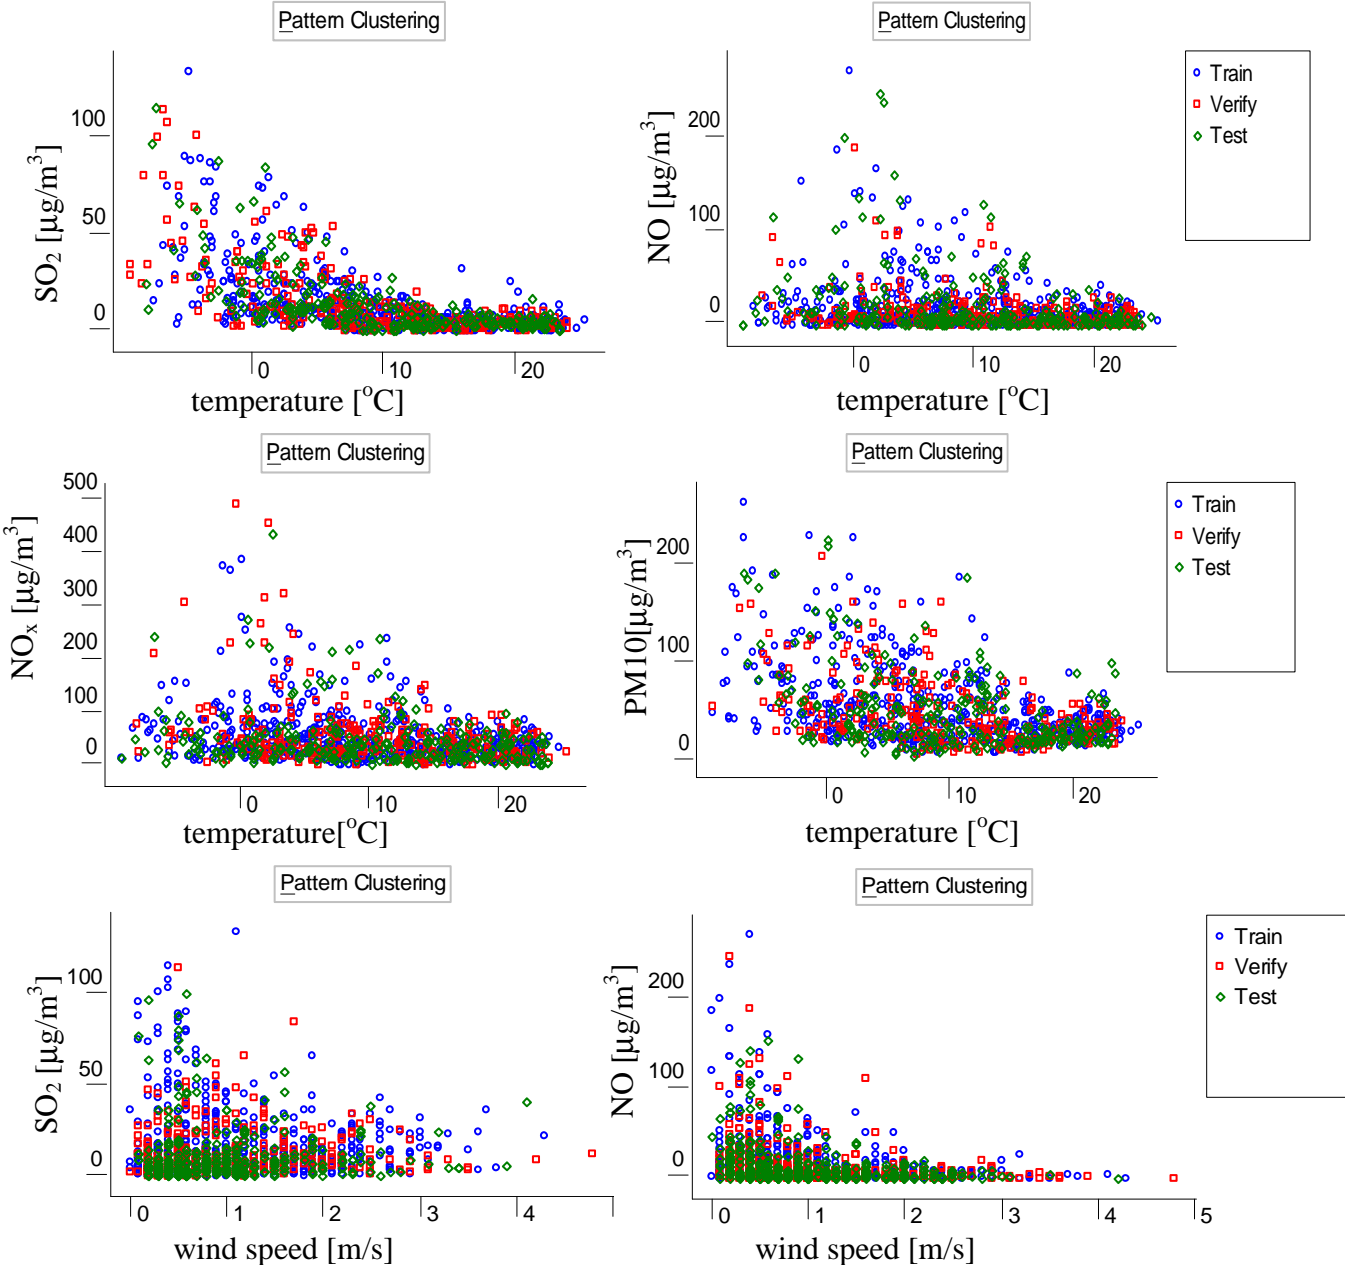 Pattern Clustering
SO2 [µg/m3)
100
50
0
0 10 20
temperature [oC]
Pattern Clustering
NO [µg/m3)
200
100
0
0 10 20
temperature [oC]
Train
Verify
Test
Pattern Clustering
NOx [µg/m3)
500
400
300
200
100
0
0 10 20
temperature[oC]
Pattern Clustering
PM10[µg/m3)
200
100
0
0 10 20
temperature [oC]
Train
Verify
Test
Pattern Clustering
SO2 [µg/m3)
100
50
0
0 1 2 3 4
wind speed [m/s]
Pattern Clustering
NO [µg/m3)
200
100
0
0 1 2 3 4 5
wind speed [m/s]
Train
Verify
Test